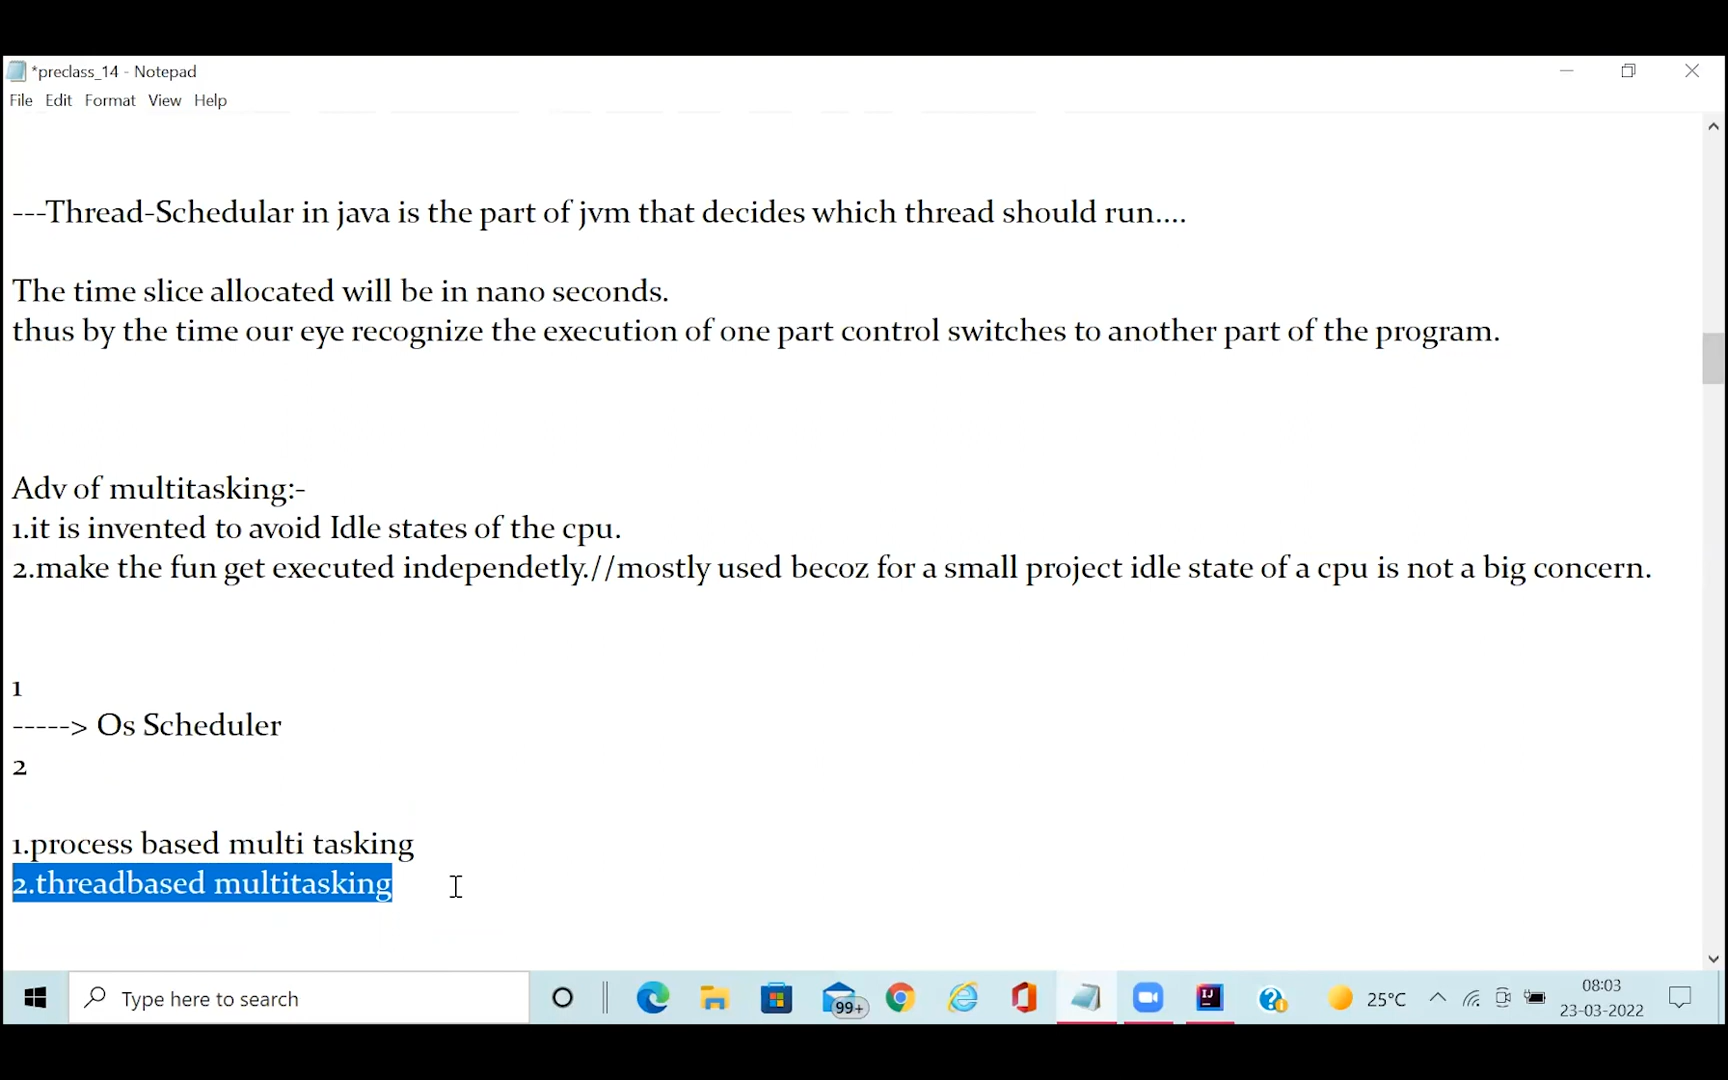 *preclass_14 - Notepad
File Edit Format View Help
---Thread-Schedular in java is the part of jvm that decides which thread should run....
The time slice allocated will be in nano seconds.
thus by the time our eye recognize the execution of one part control switches to another part of the program.
Adv of multitasking:-
1.it is invented to avoid Idle states of the cpu.
2.make the fun get executed independetly.//mostly used becoz for a small project idle state of a cpu is not a big concern.
1
-----> Os Scheduler
2
1.process based multi tasking
2.threadbased multitasking
Type here to search
99+
IJ
25°C
08:03
23-03-2022